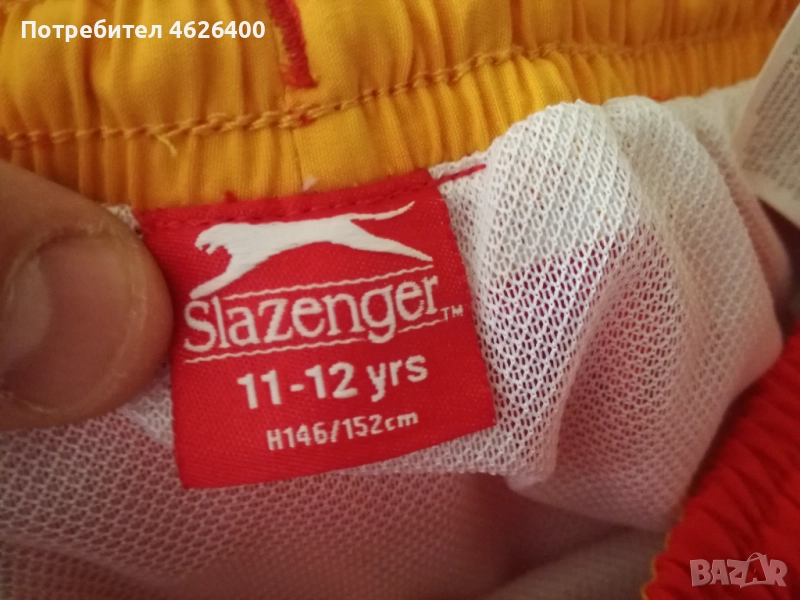 Потребител 4626400
Slazenger™
11-12 yrs
H146/152cm
BAZAR